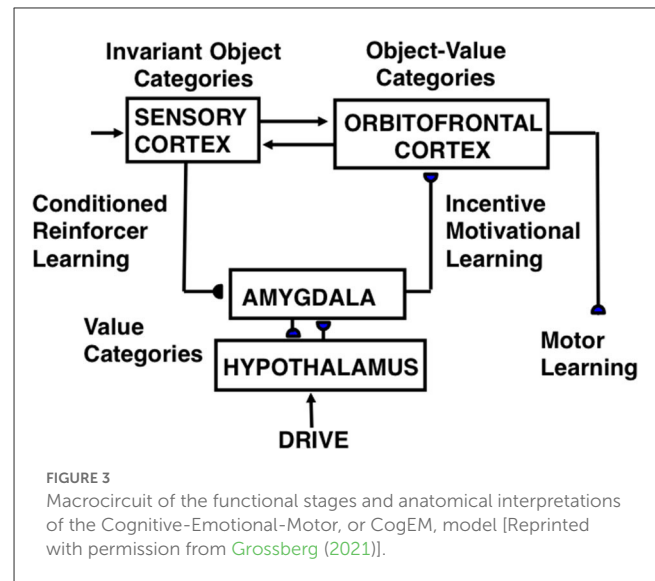 Invariant Object
Categories
Object-Value
Categories
SENSORY
CORTEX
ORBITOFRONTAL
CORTEX
Conditioned
Reinforcer
Learning
Incentive
Motivational
Learning
AMYGDALA
Value
Categories
HYPOTHALAMUS
Motor
Learning
DRIVE
FIGURE 3
Macrocircuit of the functional stages and anatomical interpretations
of the Cognitive-Emotional-Motor, or CogEM, model [Reprinted
with permission from Grossberg (2021)].